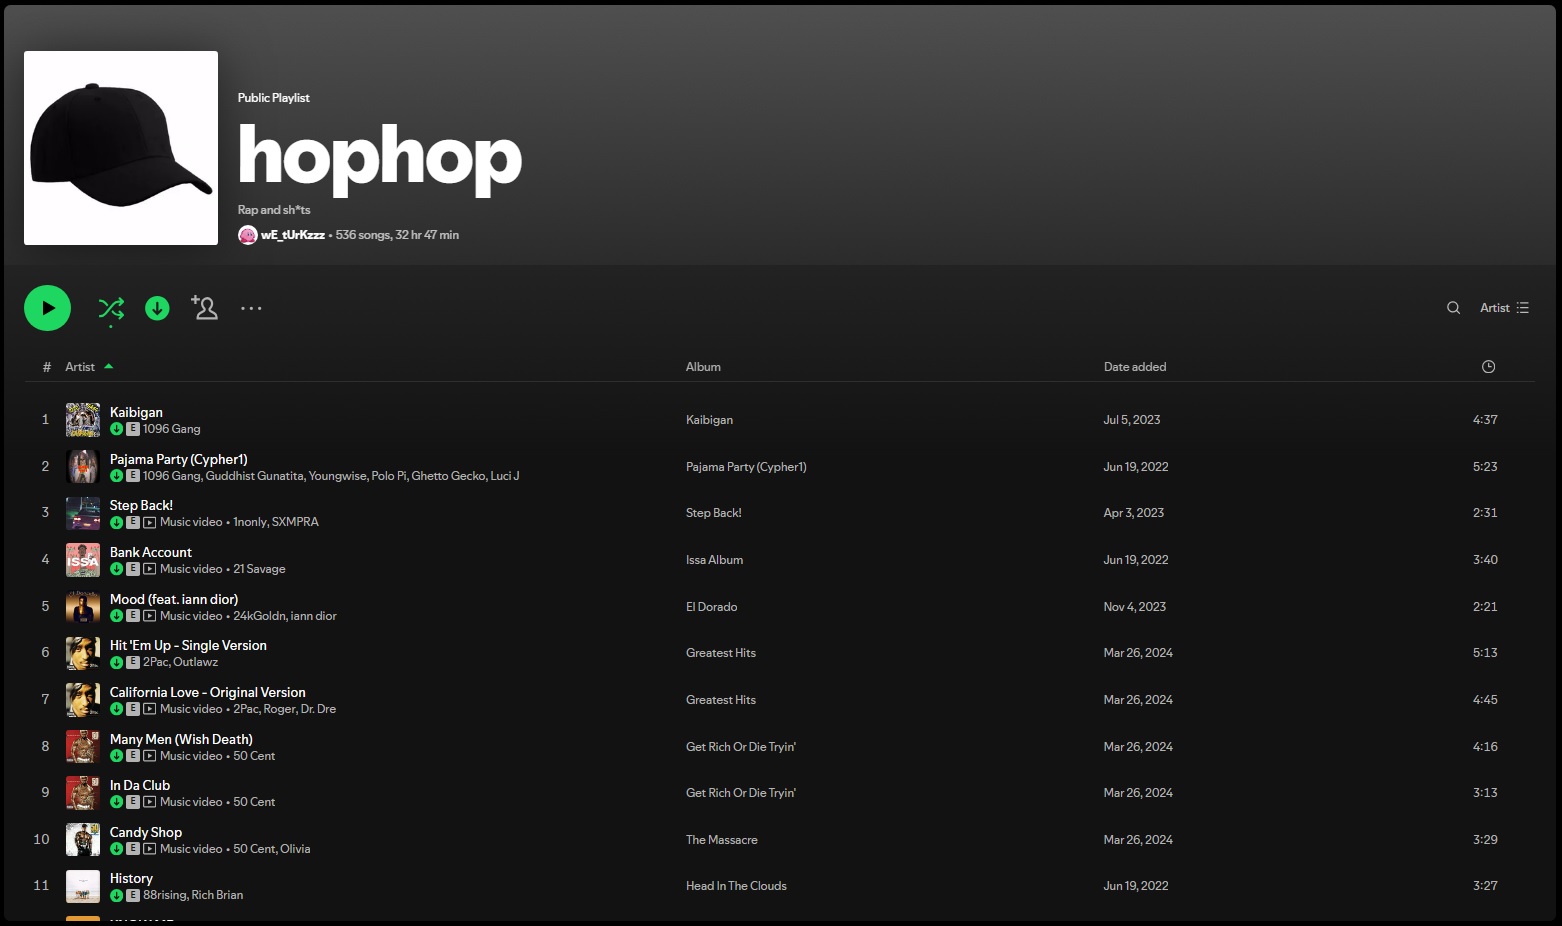 Public Playlist
hophop
Rap and sh*ts
wE_tUrKzzz • 536 songs, 32 hr 47 min
Artist
# Artist Album Date added
1 Kaibigan Kaibigan Jul 5, 2023 4:37
E 1096 Gang
2 Pajama Party (Cypher1) Pajama Party (Cypher1) Jun 19, 2022 5:23
E 1096 Gang, Guddhist Gunatita, Youngwise, Polo Pi, Ghetto Gecko, Luci J
3 Step Back! Step Back! Apr 3, 2023 2:31
E Music video • 1nonly, SXMPRA
4 Bank Account Issa Album Jun 19, 2022 3:40
E Music video • 21 Savage
ISSA
5 Mood (feat. iann dior) El Dorado Nov 4, 2023 2:21
E Music video • 24kGoldn, iann dior
6 Hit 'Em Up - Single Version Greatest Hits Mar 26, 2024 5:13
E 2Pac, Outlawz
7 California Love - Original Version Greatest Hits Mar 26, 2024 4:45
E Music video • 2Pac, Roger, Dr. Dre
8 Many Men (Wish Death) Get Rich Or Die Tryin' Mar 26, 2024 4:16
E Music video • 50 Cent
9 In Da Club Get Rich Or Die Tryin' Mar 26, 2024 3:13
E Music video • 50 Cent
10 Candy Shop The Massacre Mar 26, 2024 3:29
E Music video • 50 Cent, Olivia
11 History Head In The Clouds Jun 19, 2022 3:27
E 88rising, Rich Brian